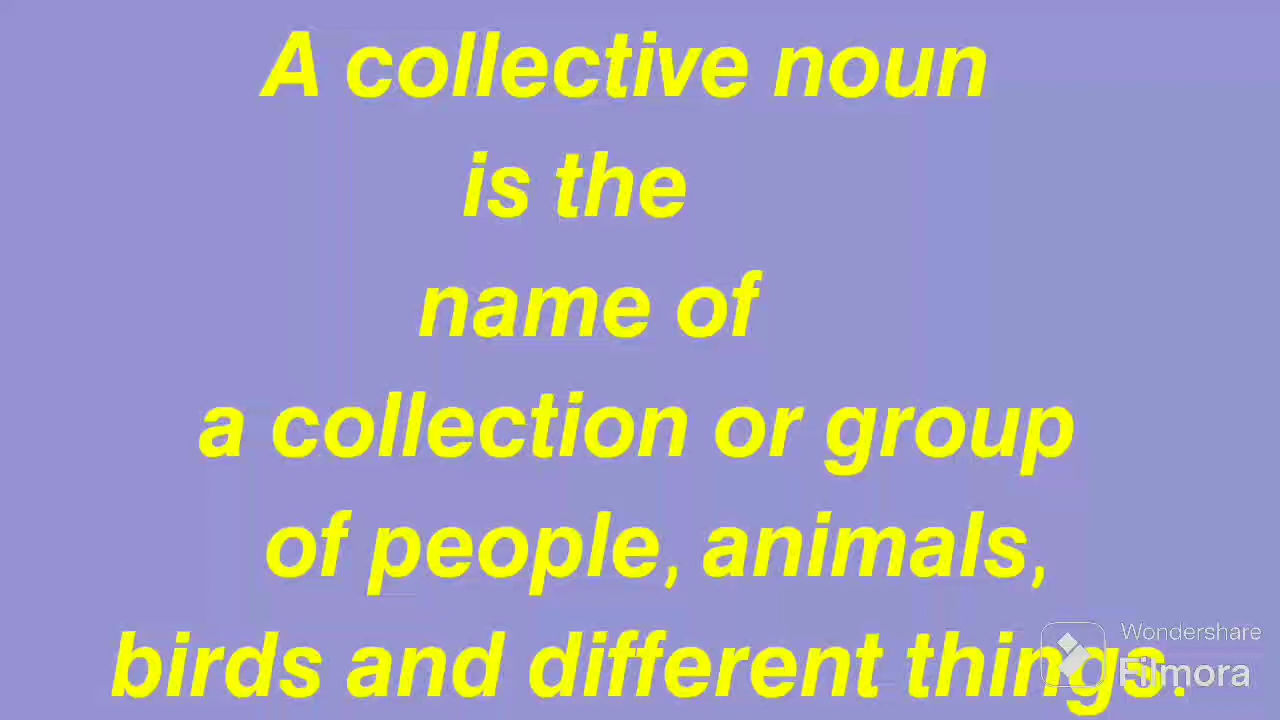 A collective noun
is the
name of
a collection or group
of people, animals,
birds and different things.
Wondershare
Filmora